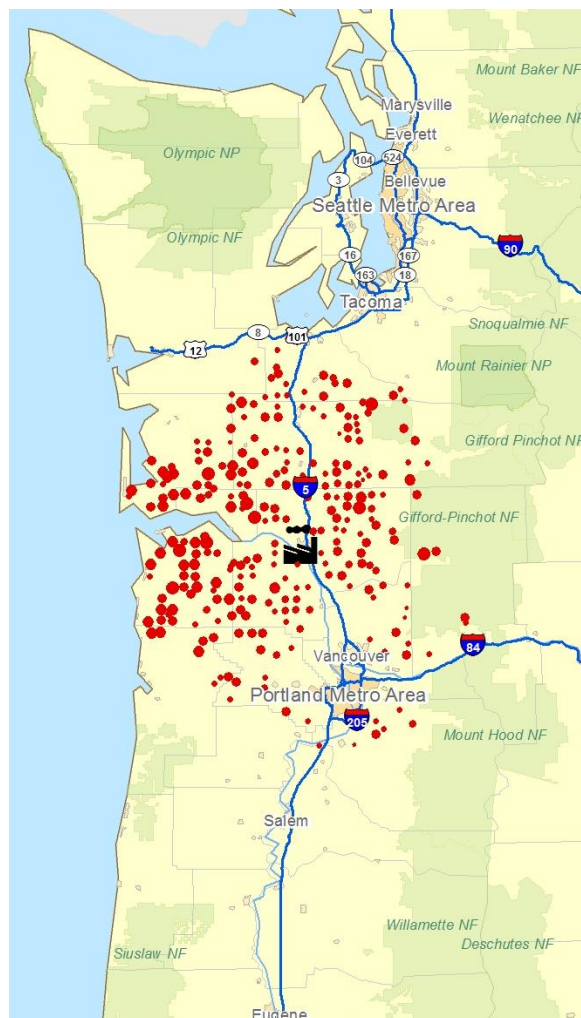 Mount Baker NF
Marysville
Wenatchee NF
Everett
104
524
Olympic NP
3
Bellevue
Seattle Metro Area
Olympic NF
90
16
167
163
18
Tacoma
Snoqualmie NF
8
101
12
Mount Rainier NP
Gifford Pinchot NF
5
Gifford-Pinchot NF
84
Vancouver
Portland Metro Area
205
Mount Hood NF
Salem
Willamette NF
Deschutes NF
Siuslaw NF
Eugene